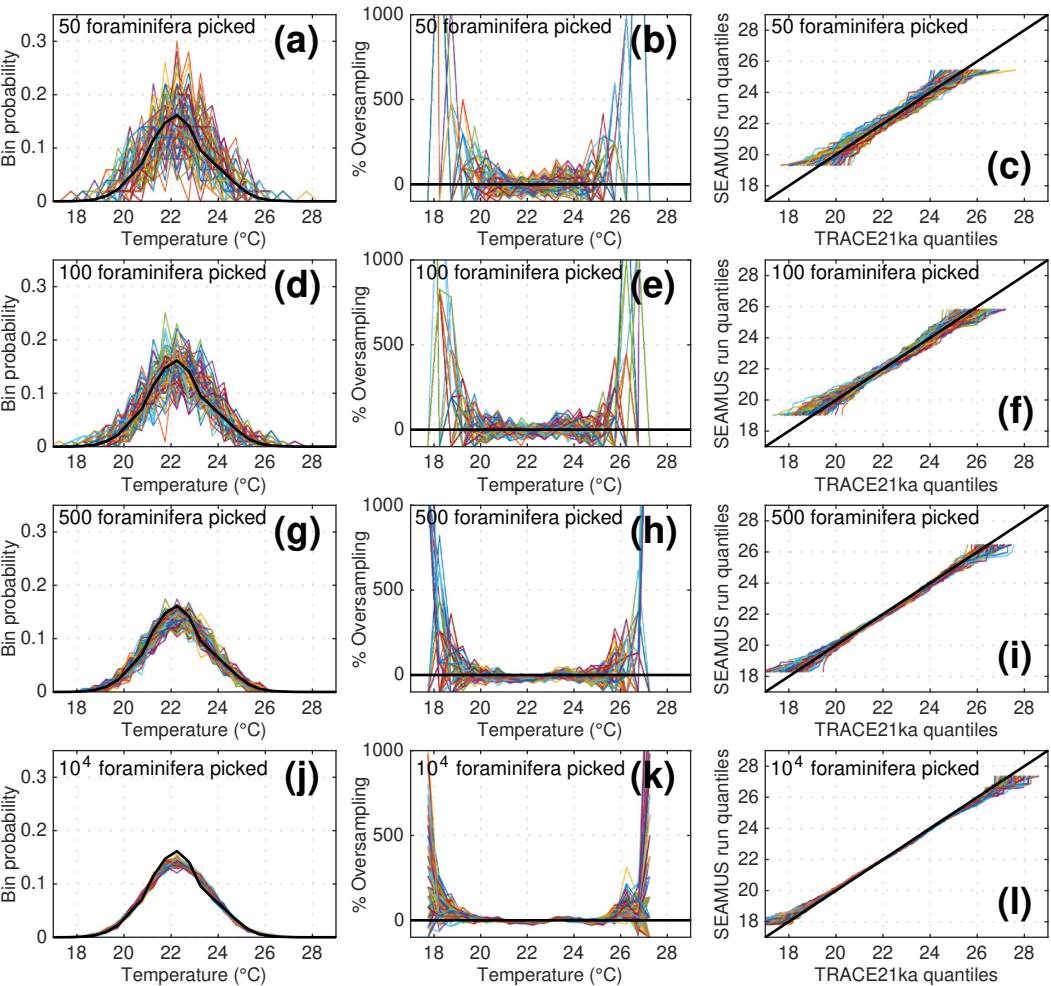 50 foraminifera picked (a)
Bin probability
0.3
0.2
0.1
0
18 20 22 24 26 28
Temperature (°C)
50 foraminifera picked (b)
% Oversampling
1000
500
0
18 20 22 24 26 28
Temperature (°C)
50 foraminifera picked
(c)
SEAMUS run quantiles
28
26
24
22
20
18
18 20 22 24 26 28
TRACE21ka quantiles
100 foraminifera picked (d)
Bin probability
0.3
0.2
0.1
0
18 20 22 24 26 28
Temperature (°C)
100 foraminifera picked (e)
% Oversampling
1000
500
0
18 20 22 24 26 28
Temperature (°C)
100 foraminifera picked
(f)
SEAMUS run quantiles
28
26
24
22
20
18
18 20 22 24 26 28
TRACE21ka quantiles
500 foraminifera picked (g)
Bin probability
0.3
0.2
0.1
0
18 20 22 24 26 28
Temperature (°C)
500 foraminifera picked (h)
% Oversampling
1000
500
0
18 20 22 24 26 28
Temperature (°C)
500 foraminifera picked
(i)
SEAMUS run quantiles
28
26
24
22
20
18
18 20 22 24 26 28
TRACE21ka quantiles
10⁴ foraminifera picked (j)
Bin probability
0.3
0.2
0.1
0
18 20 22 24 26 28
Temperature (°C)
10⁴ foraminifera picked (k)
% Oversampling
1000
500
0
18 20 22 24 26 28
Temperature (°C)
10⁴ foraminifera picked
(l)
SEAMUS run quantiles
28
26
24
22
20
18
18 20 22 24 26 28
TRACE21ka quantiles